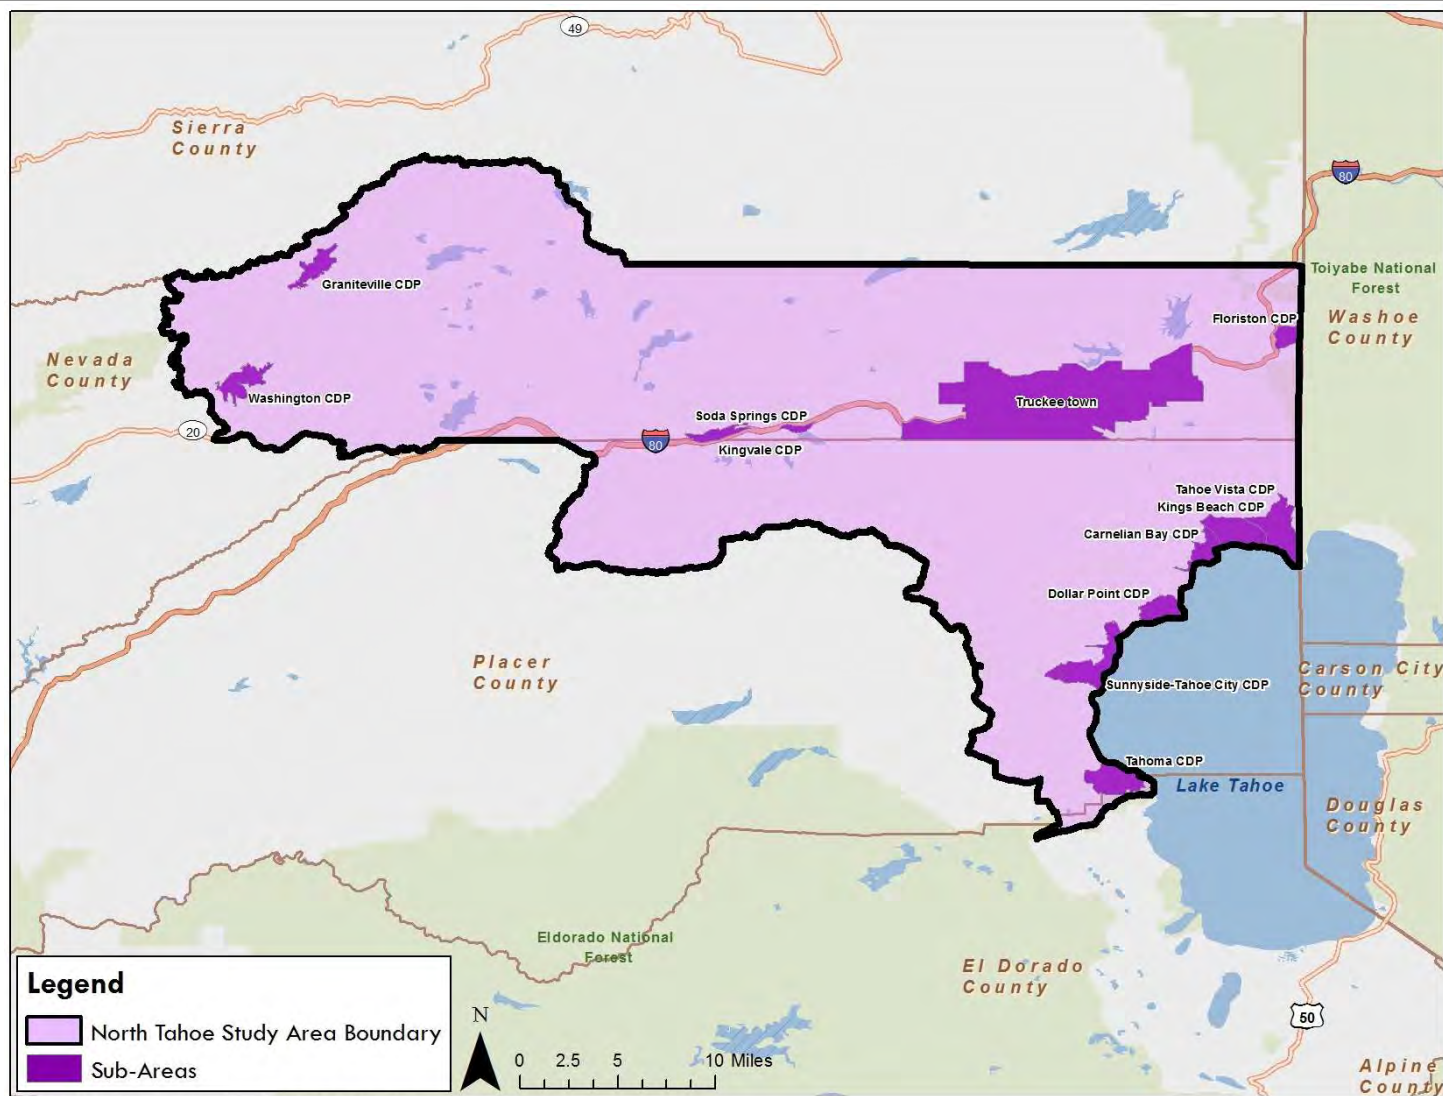 49
Sierra
County
80
Toiyabe National
Forest
Graniteville CDP
Floriston CDP
Washoe
County
Nevada
County
Washington CDP
Truckee town
Soda Springs CDP
20
80
Kingvale CDP
Tahoe Vista CDP
Kings Beach CDP
Carnelian Bay CDP
Dollar Point CDP
Placer
County
Carson City
County
Sunnyside-Tahoe City CDP
Tahoma CDP
Lake Tahoe
Douglas
County
Eldorado National
Forest
El Dorado
County
50
Alpine
County
Legend
North Tahoe Study Area Boundary
Sub-Areas
N
0 2.5 5 10 Miles